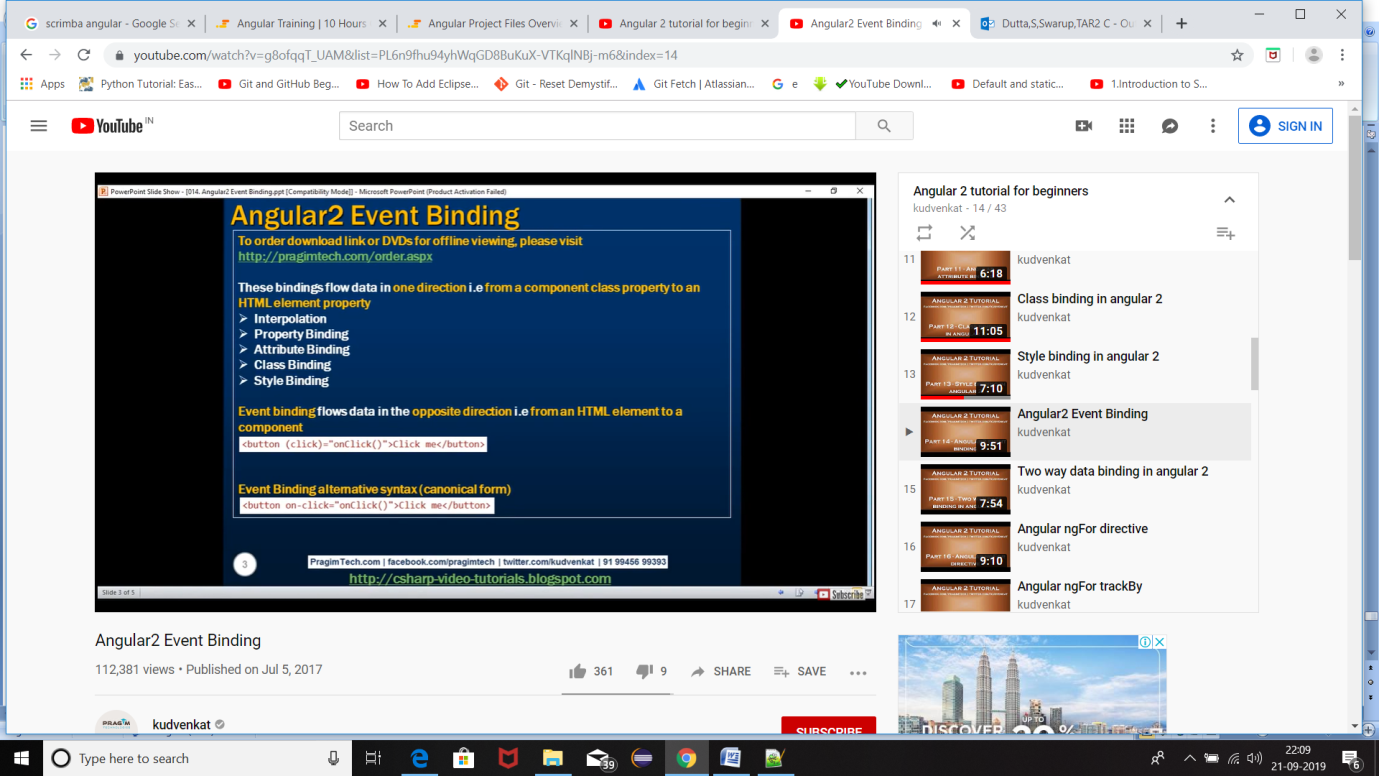 scrimba angular - Google Se
Angular Training | 10 Hours
Angular Project Files Overvie
Angular 2 tutorial for beginn
Angular2 Event Binding
Dutta,S,Swarup,TAR2 C - Ou
youtube.com/watch?v=g8ofqqT_UAM&list=PL6n9fhu94yhWqGD8BuKuX-VTKqlNBj-m6&index=14
Apps
Python Tutorial: Eas...
Git and GitHub Beg...
How To Add Eclipse...
Git - Reset Demystif...
Git Fetch | Atlassian...
e
YouTube Downl...
Default and static...
1.Introduction to S...
YouTube IN
Search
SIGN IN
PowerPoint Slide Show - [014. Angular2 Event Binding.ppt [Compatibility Mode]] - Microsoft PowerPoint (Product Activation Failed)
Angular2 Event Binding
To order download link or DVDs for offline viewing, please visit
http://pragimtech.com/order.aspx
These bindings flow data in one direction i.e from a component class property to an
HTML element property
➢ Interpolation
➢ Property Binding
➢ Attribute Binding
➢ Class Binding
➢ Style Binding
Event binding flows data in the opposite direction i.e from an HTML element to a
component
<button (click)="onClick()">Click me</button>
Event Binding alternative syntax (canonical form)
<button on-click="onClick()">Click me</button>
3
PragimTech.com | facebook.com/pragimtech | twitter.com/kudvenkat | 91 99456 99393
http://csharp-video-tutorials.blogspot.com
Slide 3 of 5
Subscribe
Angular2 Event Binding
112,381 views • Published on Jul 5, 2017
361
9
SHARE
SAVE
PRAGIM
kudvenkat
SUBSCRIBE
Angular 2 tutorial for beginners
kudvenkat - 14 / 43
11
6:18
kudvenkat
12
11:05
Class binding in angular 2
kudvenkat
13
7:10
Style binding in angular 2
kudvenkat
9:51
Angular2 Event Binding
kudvenkat
15
7:54
Two way data binding in angular 2
kudvenkat
16
9:10
Angular ngFor directive
kudvenkat
17
Angular ngFor trackBy
kudvenkat
UP TO
DISCOVER
Type here to search
39
22:09
21-09-2019
6